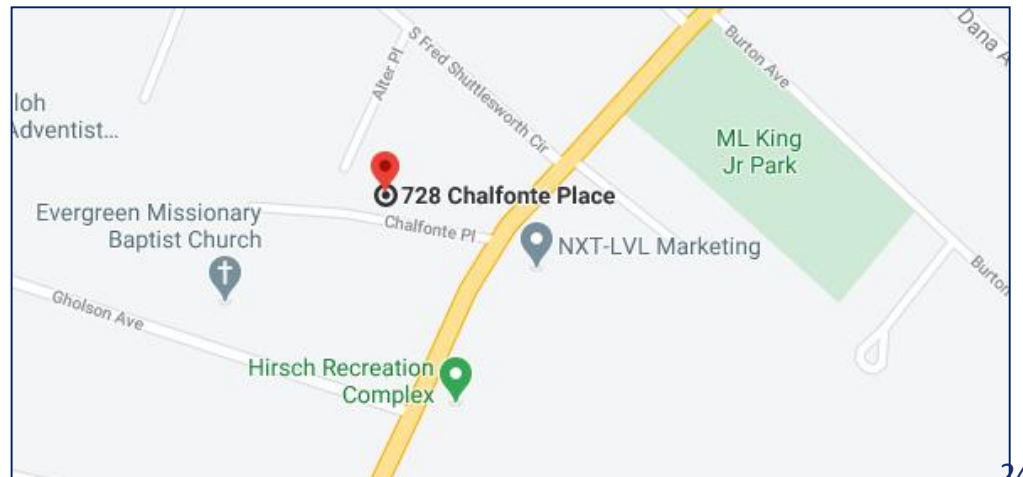 Dana A
Burton Ave
S Fred Shuttlesworth Cir
Alter Pl
loh
Adventist...
ML King
Jr Park
728 Chalfonte Place
Evergreen Missionary
Baptist Church
Chalfonte Pl
NXT-LVL Marketing
Burton
Gholson Ave
Hirsch Recreation
Complex